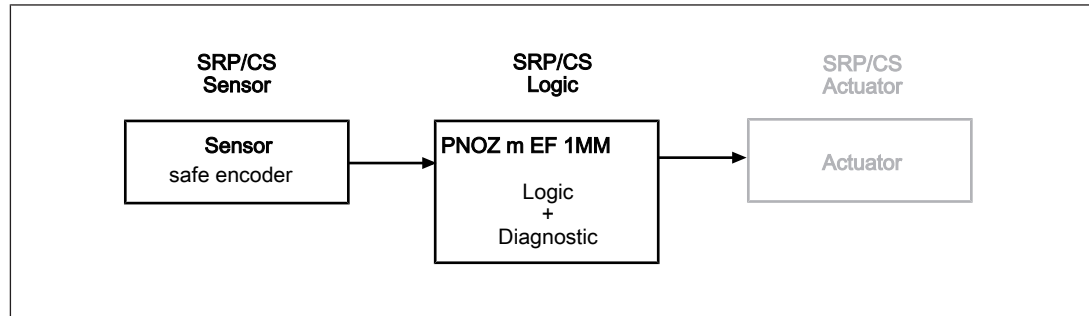 SRP/CS
Sensor
SRP/CS
Logic
SRP/CS
Actuator
Sensor
safe encoder
PNOZ m EF 1MM
Logic
+
Diagnostic
Actuator